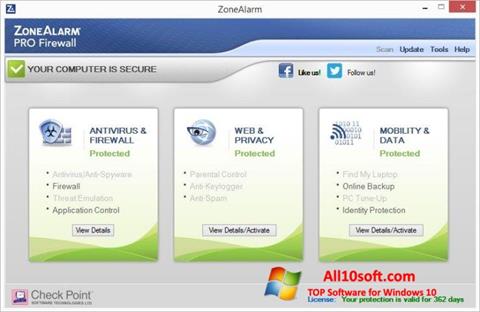 ZoneAlarm
ZONEALARM®
PRO Firewall
Scan Update Tools Help
YOUR COMPUTER IS SECURE
Like us!
Follow us!
ANTIVIRUS &
FIREWALL
Protected
• Antivirus/Anti-Spyware
• Firewall
• Threat Emulation
• Application Control
View Details
WEB &
PRIVACY
Protected
• Parental Control
• Anti-Keylogger
• Anti-Spam
View Details/Activate
MOBILITY &
DATA
Protected
• Find My Laptop
• Online Backup
• PC Tune-Up
• Identity Protection
View Details/Activate
Check Point
SOFTWARE TECHNOLOGIES LTD.
All10soft.com
TOP Software for Windows 10
License: Your protection is valid for 362 days